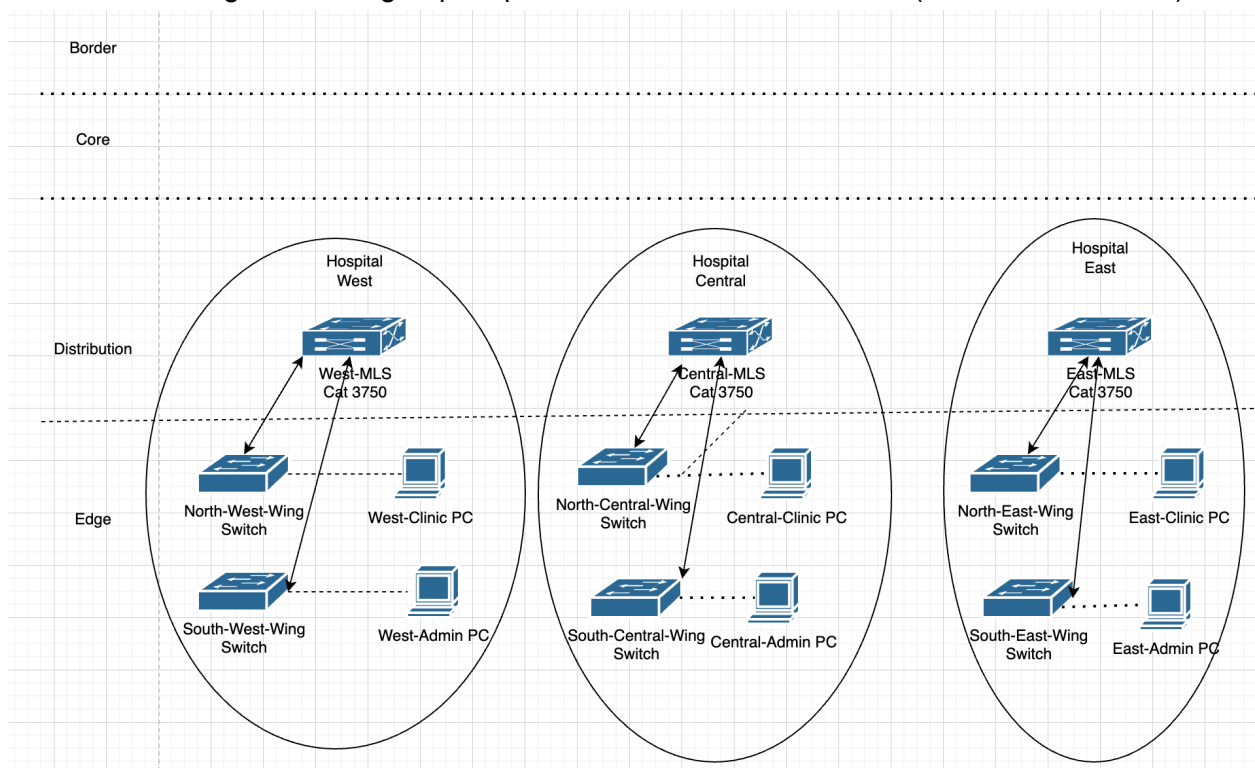 Border
Core
Hospital
West
Hospital
Central
Hospital
East
Distribution
West-MLS
Cat 3750
Central-MLS
Cat 3750
East-MLS
Cat 3750
Edge
North-West-Wing
Switch
West-Clinic PC
North-Central-Wing
Switch
Central-Clinic PC
North-East-Wing
Switch
East-Clinic PC
South-West-Wing
Switch
West-Admin PC
South-Central-Wing
Switch
Central-Admin PC
South-East-Wing
Switch
East-Admin PC